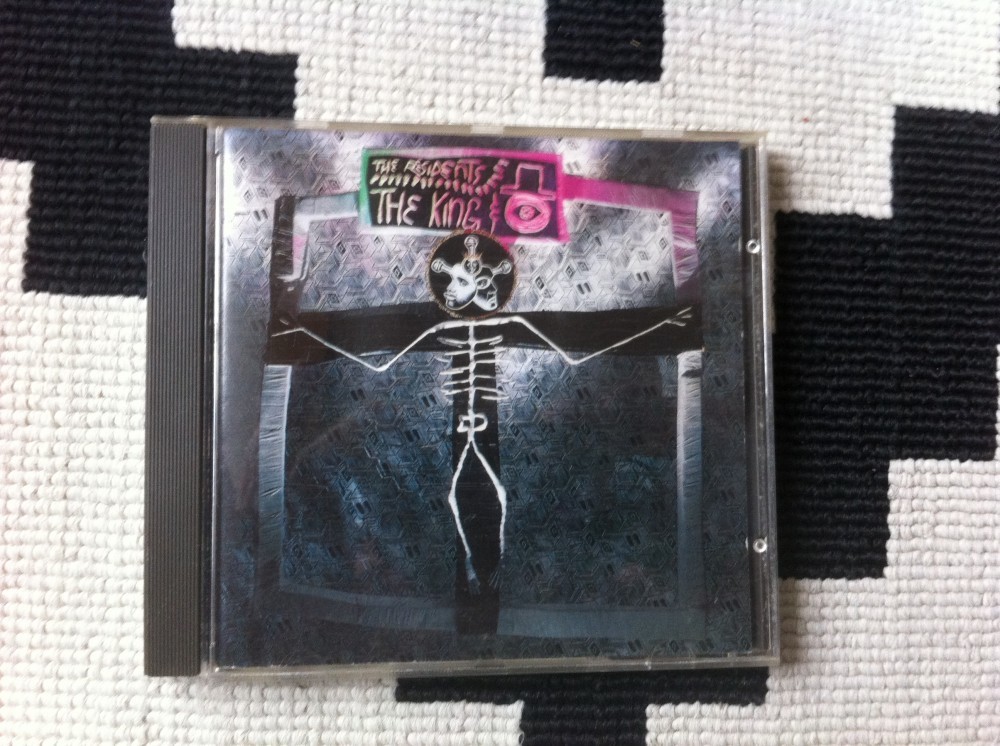 THE RESIDENTS
THE KING &